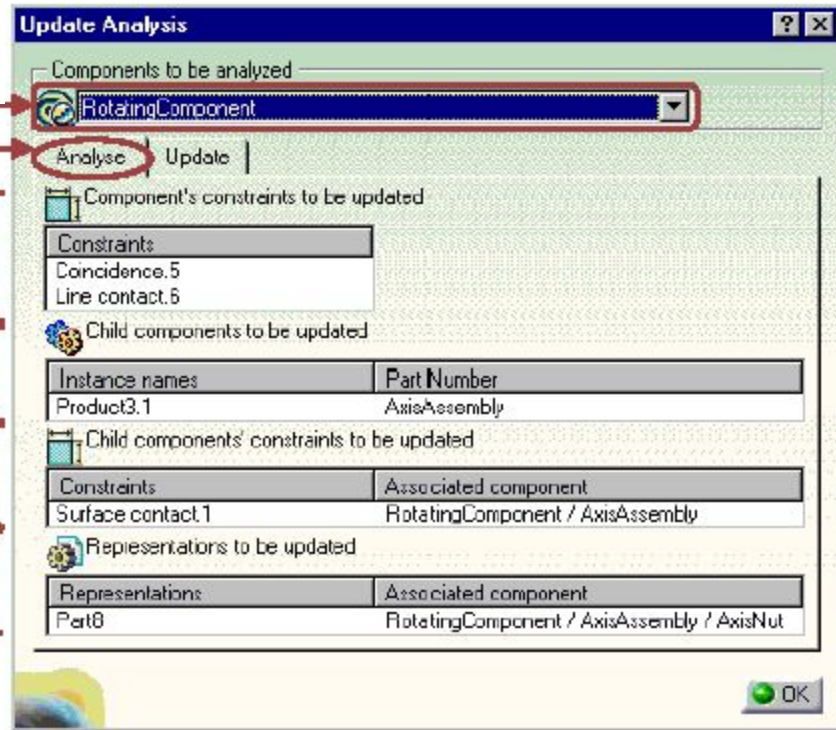 Update Analysis
Components to be analyzed
RotatingComponent
Analyse Update
Component's constraints to be updated
Constraints
Coincidence.5
Line contact.6
Child components to be updated
Instance names Part Number
Product3.1 AxisAssembly
Child components' constraints to be updated
Constraints Associated component
Surface contact.1 RotatingComponent / AxisAssembly
Representations to be updated
Representations Associated component
Part8 RotatingComponent / AxisAssembly / AxisNut
OK